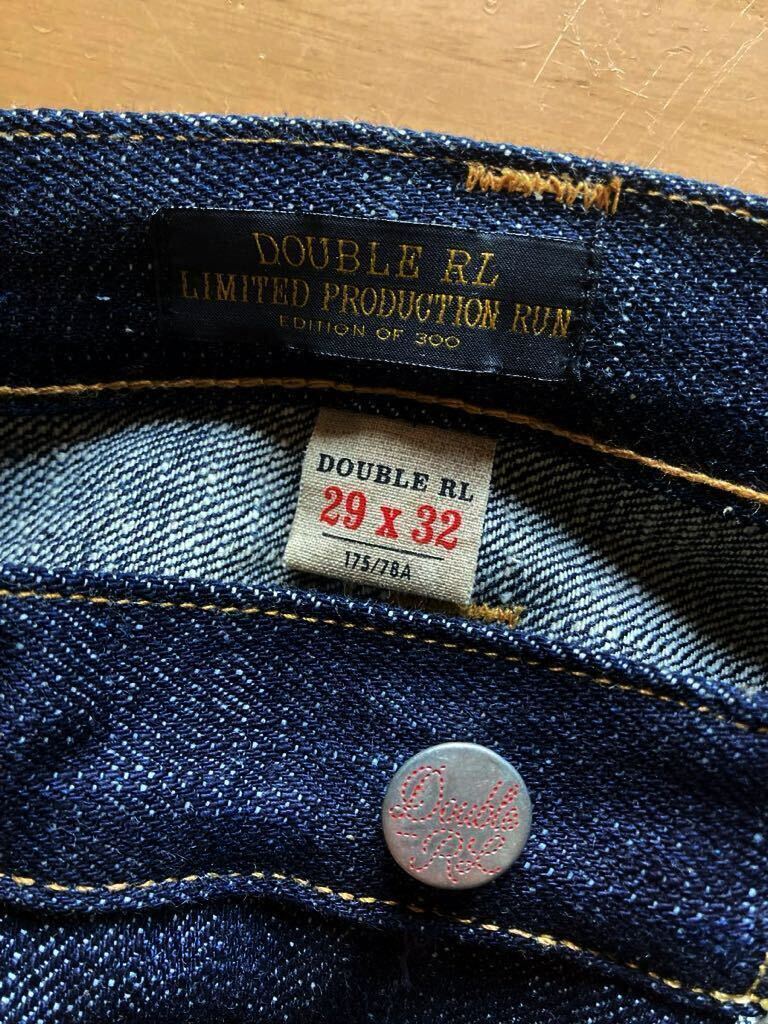 DOUBLE RL
LIMITED PRODUCTION RUN
EDITION OF 300
DOUBLE RL
29 x 32
175/78A
Double
RL